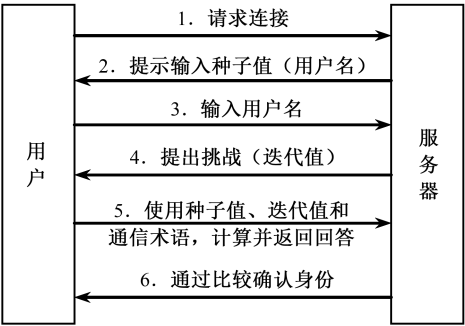 1．请求连接
2．提示输入种子值（用户名）
3．输入用户名
4．提出挑战（迭代值）
5．使用种子值、迭代值和
通信术语，计算并返回回答
6．通过比较确认身份
用户
服务器